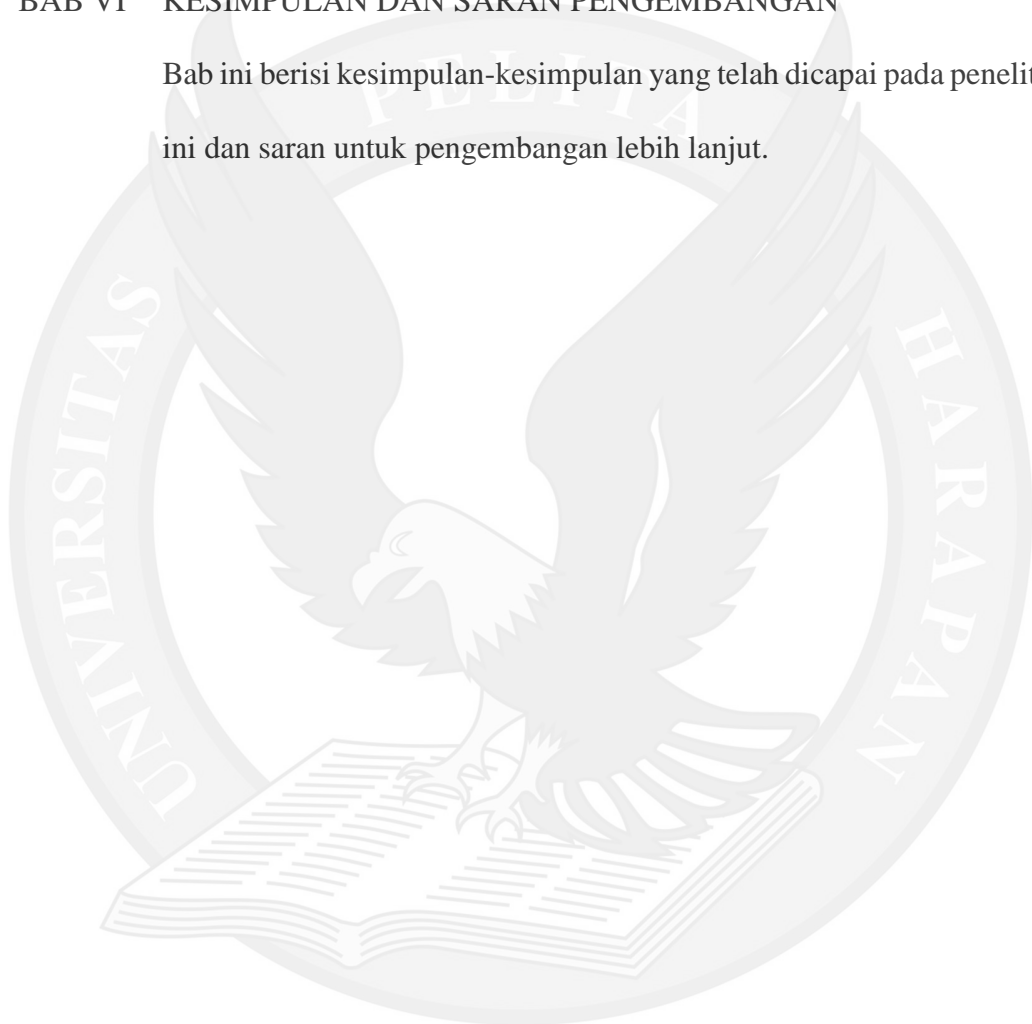 BAB VI KESIMPULAN DAN SARAN PENGEMBANGAN
Bab ini berisi kesimpulan-kesimpulan yang telah dicapai pada penelit
ini dan saran untuk pengembangan lebih lanjut.
UNIVERSITAS PELITA HARAPAN